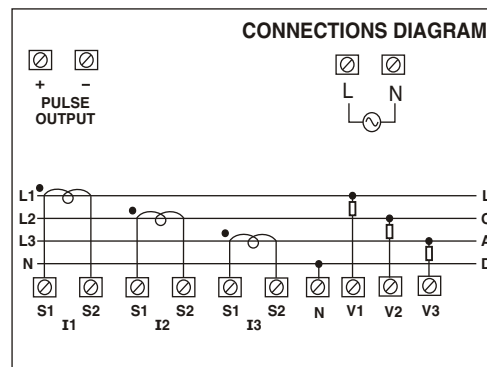 CONNECTIONS DIAGRAM
+ −
PULSE
OUTPUT
L N
L1 L
L2 O
L3 A
N D
S1 S2 S1 S2 S1 S2 N V1 V2 V3
I1 I2 I3